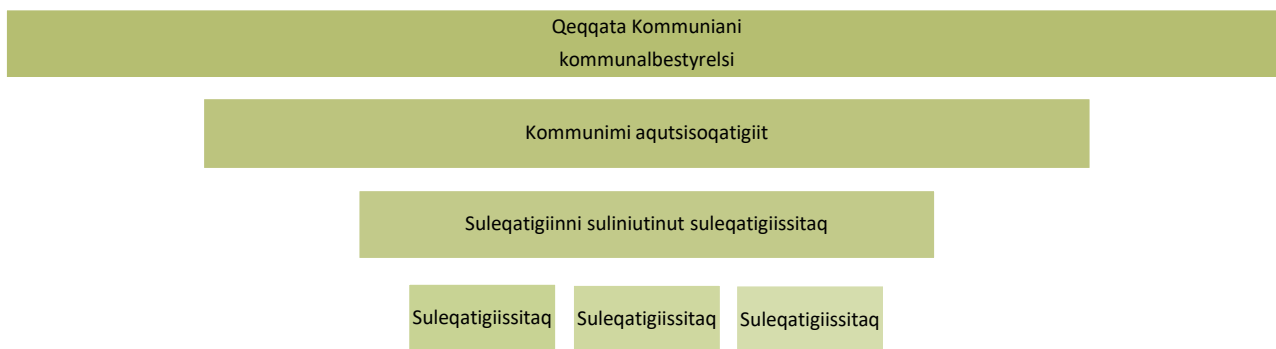 Qeqqata Kommuniani
kommunalbestyrelsi
Kommunimi aqutsisoqatigiit
Suleqatigiinni suliniutinut suleqatigiissitaq
Suleqatigiissitaq
Suleqatigiissitaq
Suleqatigiissitaq